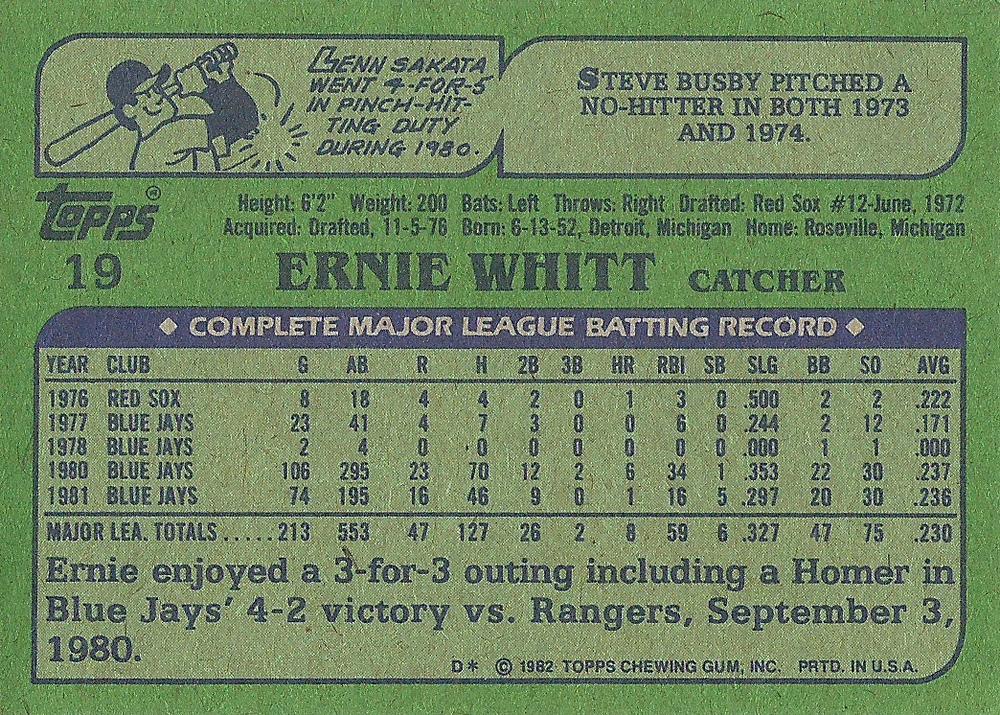 LENN SAKATA
WENT 4-FOR-5
IN PINCH-HIT-
TING DUTY
DURING 1980.
STEVE BUSBY PITCHED A
NO-HITTER IN BOTH 1973
AND 1974.
TOPPS®
Height: 6'2" Weight: 200 Bats: Left Throws: Right Drafted: Red Sox #12-June, 1972
Acquired: Drafted, 11-5-76 Born: 6-13-52, Detroit, Michigan Home: Roseville, Michigan
19 ERNIE WHITT CATCHER
◆ COMPLETE MAJOR LEAGUE BATTING RECORD ◆
YEAR CLUB G AB R H 2B 3B HR RBI SB SLG BB SO AVG
1976 RED SOX 8 18 4 4 2 0 1 3 0 .500 2 2 .222
1977 BLUE JAYS 23 41 4 7 3 0 0 6 0 .244 2 12 .171
1978 BLUE JAYS 2 4 0 0 0 0 0 0 0 .000 1 1 .000
1980 BLUE JAYS 106 295 23 70 12 2 6 34 1 .353 22 30 .237
1981 BLUE JAYS 74 195 16 46 9 0 1 16 5 .297 20 30 .236
MAJOR LEA. TOTALS.....213 553 47 127 26 2 8 59 6 .327 47 75 .230
Ernie enjoyed a 3-for-3 outing including a Homer in
Blue Jays' 4-2 victory vs. Rangers, September 3,
1980.
D* © 1982 TOPPS CHEWING GUM, INC. PRTD. IN U.S.A.